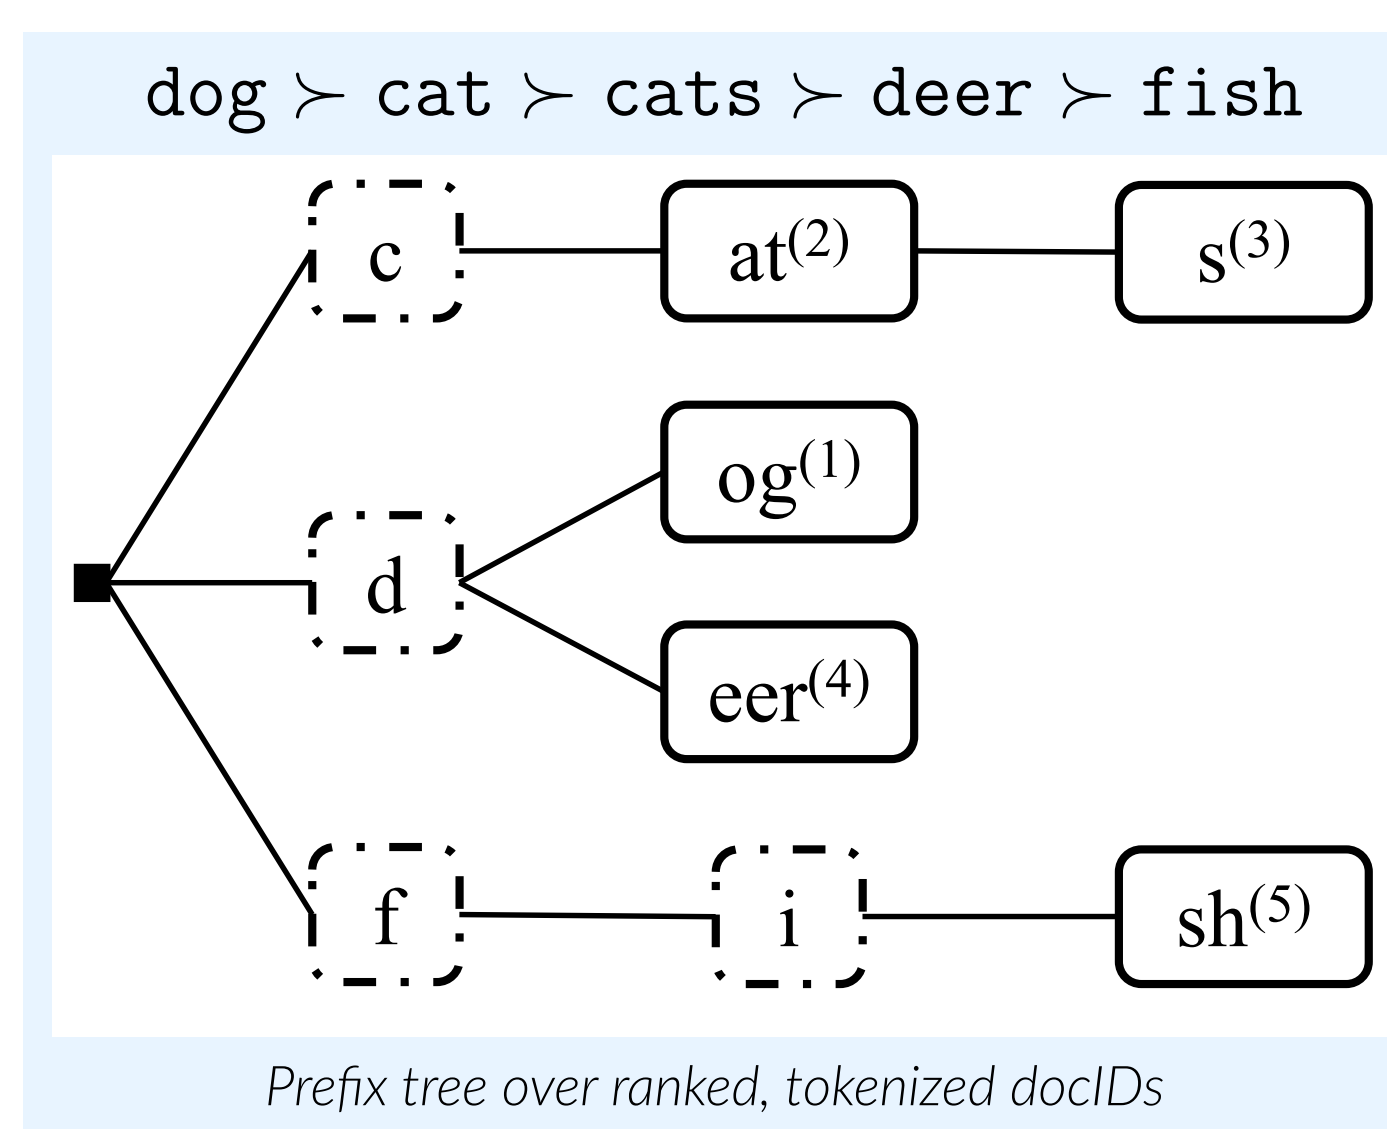 dog ≻ cat ≻ cats ≻ deer ≻ fish
c
at(2)
s(3)
og(1)
d
eer(4)
f
i
sh(5)
Prefix tree over ranked, tokenized docIDs